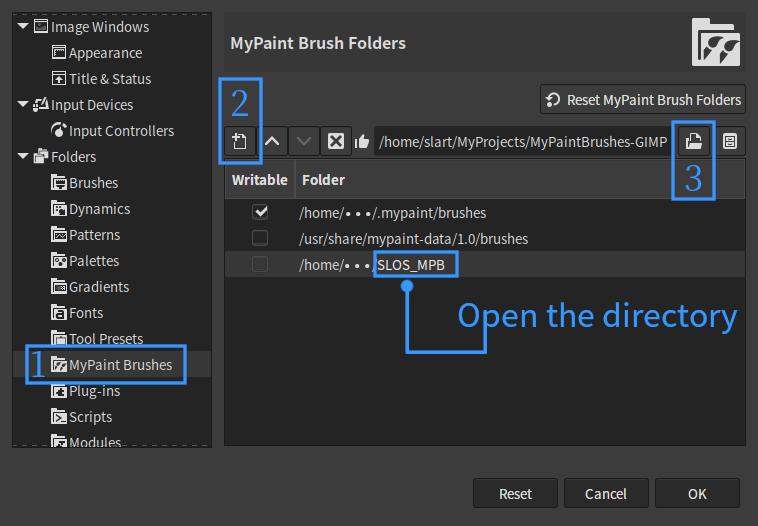 Image Windows
Appearance
Title & Status
Input Devices
Input Controllers
Folders
Brushes
Dynamics
Patterns
Palettes
Gradients
Fonts
Tool Presets
1
MyPaint Brushes
Plug-ins
Scripts
Modules
MyPaint Brush Folders
Reset MyPaint Brush Folders
2
/home/slart/MyProjects/MyPaintBrushes-GIMP
3
Writable Folder
/home/•••/.mypaint/brushes
/usr/share/mypaint-data/1.0/brushes
/home/•••/SLOS_MPB
Open the directory
Reset Cancel OK